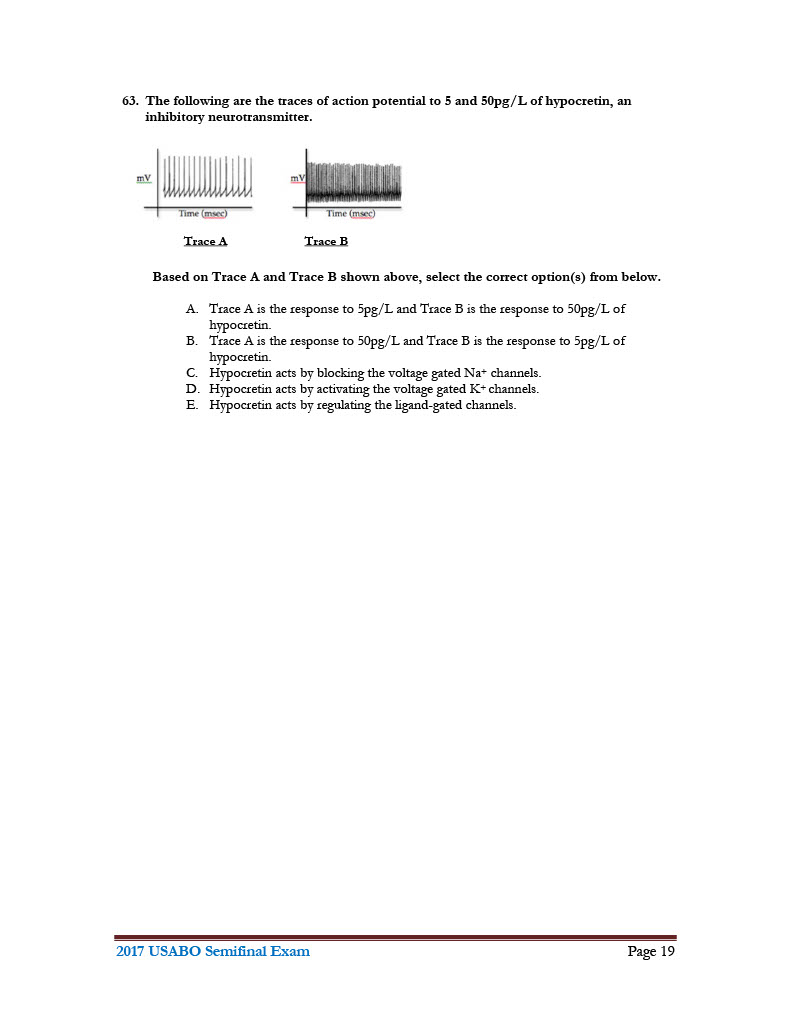 63. The following are the traces of action potential to 5 and 50pg/L of hypocretin, an
inhibitory neurotransmitter.
mV
Time (msec)
mV
Time (msec)
Trace A
Trace B
Based on Trace A and Trace B shown above, select the correct option(s) from below.
A. Trace A is the response to 5pg/L and Trace B is the response to 50pg/L of
hypocretin.
B. Trace A is the response to 50pg/L and Trace B is the response to 5pg/L of
hypocretin.
C. Hypocretin acts by blocking the voltage gated Na⁺ channels.
D. Hypocretin acts by activating the voltage gated K⁺ channels.
E. Hypocretin acts by regulating the ligand-gated channels.
2017 USABO Semifinal Exam
Page 19